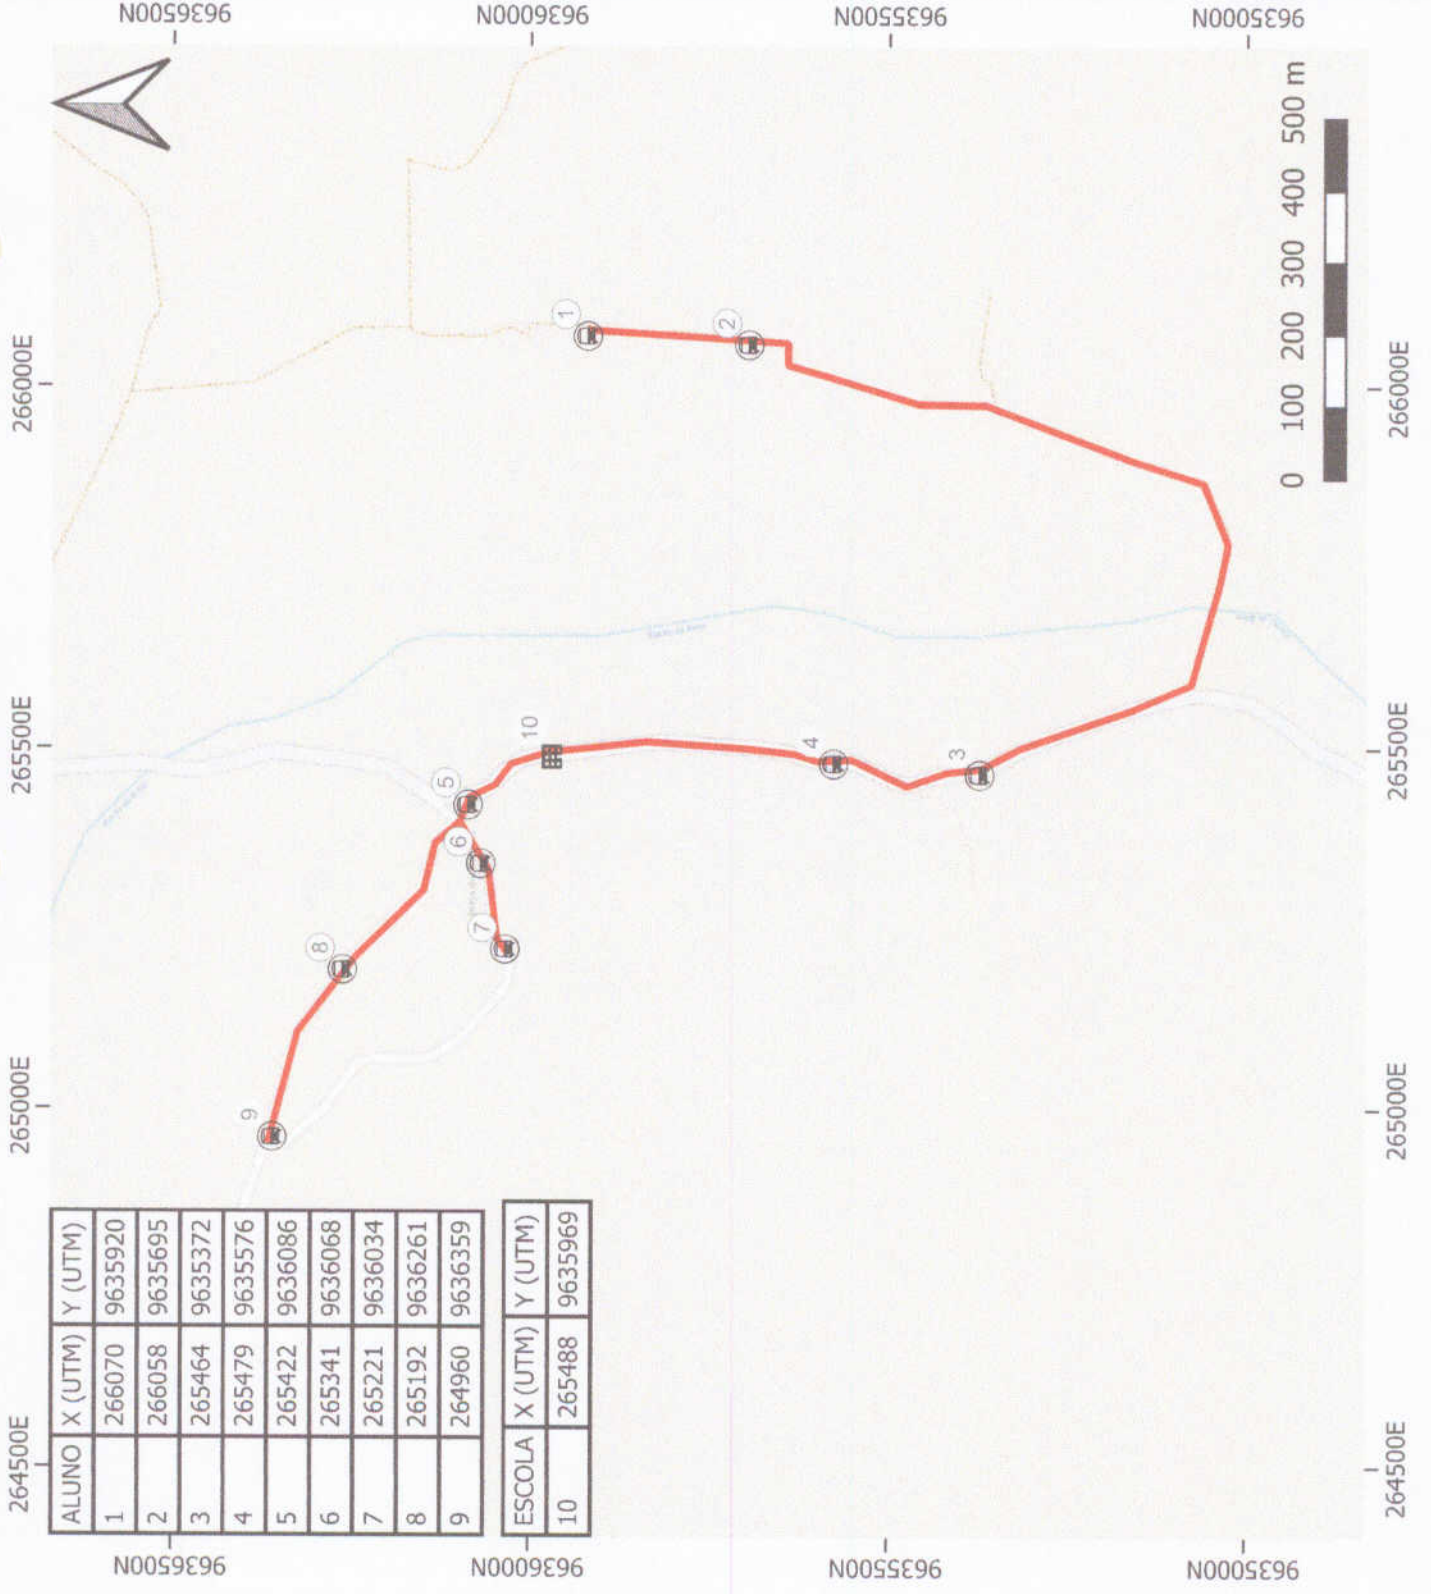 ALUNO X (UTM) Y (UTM)
1 266070 9635920
2 266058 9635695
3 265464 9635372
4 265479 9635576
5 265422 9636086
6 265341 9636068
7 265221 9636034
8 265192 9636261
9 264960 9636359
ESCOLA X (UTM) Y (UTM)
10 265488 9635969
264500E
265000E
265500E
266000E
9636500N
9636000N
9635500N
9635000N
9636500N
9636000N
9635500N
9635000N
264500E
265000E
265500E
266000E
1
2
3
4
5
6
7
8
9
10
0 100 200 300 400 500 m